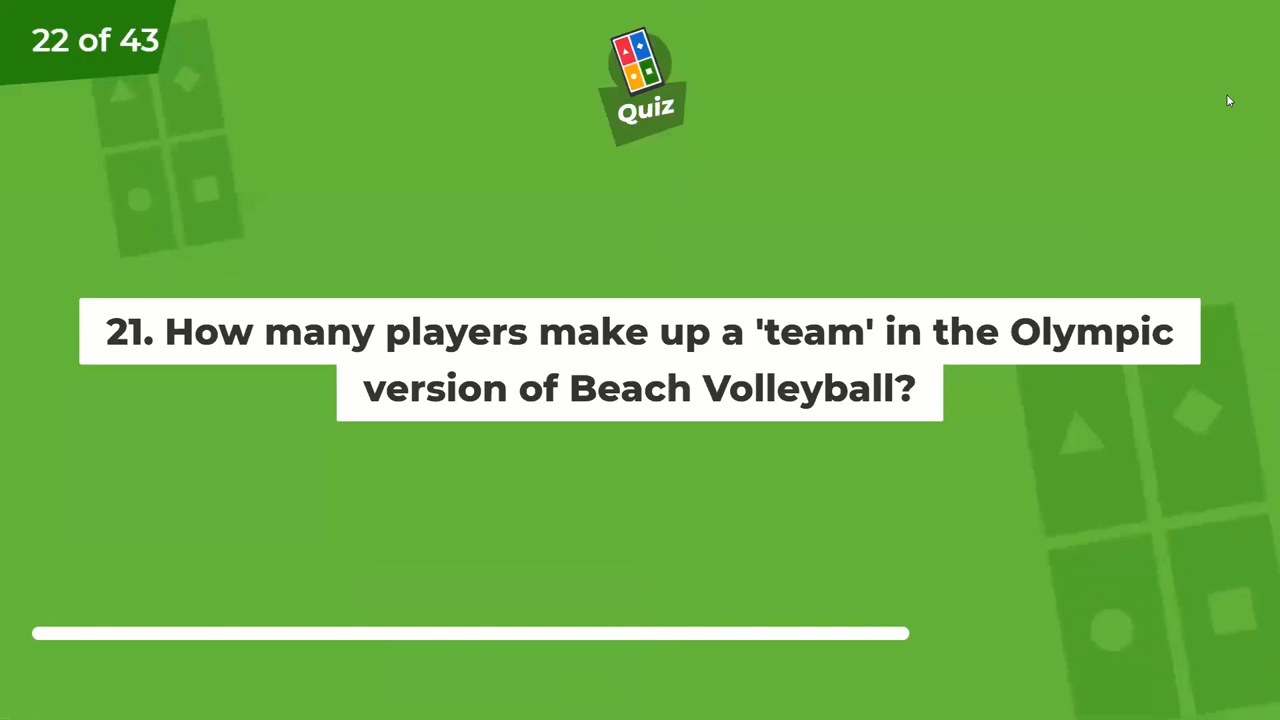 22 of 43
Quiz
21. How many players make up a 'team' in the Olympic
version of Beach Volleyball?